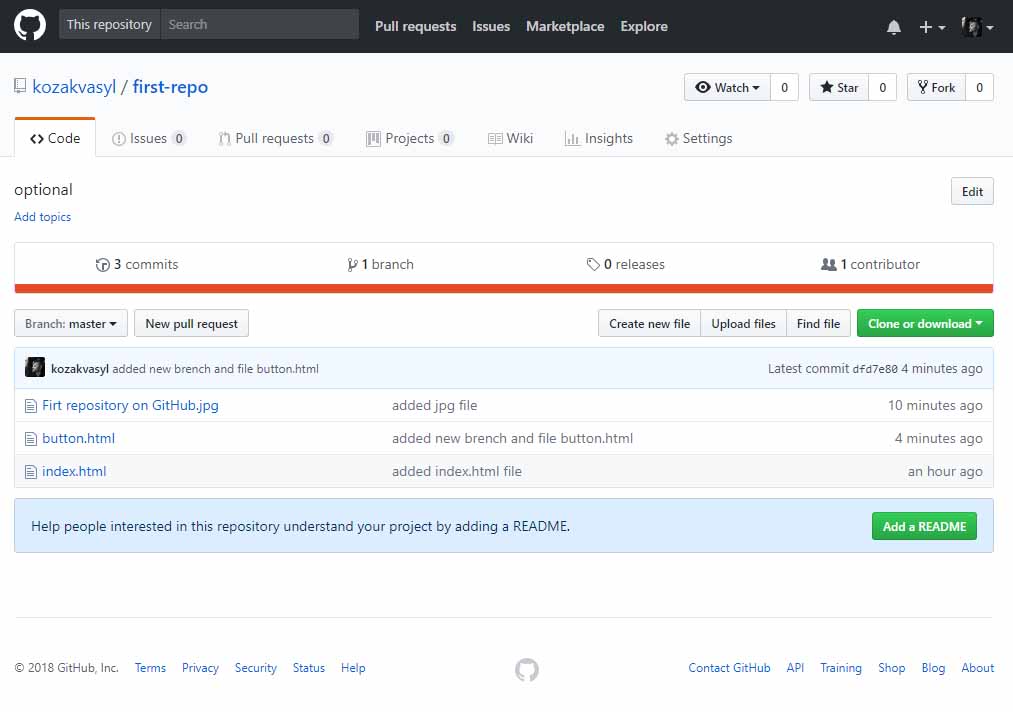 This repository Search Pull requests Issues Marketplace Explore
kozakvasyl / first-repo Watch 0 Star 0 Fork 0
Code Issues 0 Pull requests 0 Projects 0 Wiki Insights Settings
optional Edit
Add topics
3 commits 1 branch 0 releases 1 contributor
Branch: master New pull request Create new file Upload files Find file Clone or download
kozakvasyl added new brench and file button.html Latest commit dfd7e80 4 minutes ago
Firt repository on GitHub.jpg added jpg file 10 minutes ago
button.html added new brench and file button.html 4 minutes ago
index.html added index.html file an hour ago
Help people interested in this repository understand your project by adding a README. Add a README
© 2018 GitHub, Inc. Terms Privacy Security Status Help Contact GitHub API Training Shop Blog About